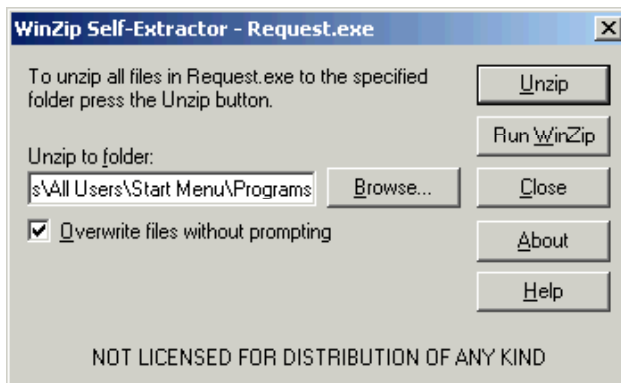 WinZip Self-Extractor - Request.exe
To unzip all files in Request.exe to the specified
folder press the Unzip button.
Unzip to folder:
s\All Users\Start Menu\Programs
Browse...
Overwrite files without prompting
Unzip
Run WinZip
Close
About
Help
NOT LICENSED FOR DISTRIBUTION OF ANY KIND